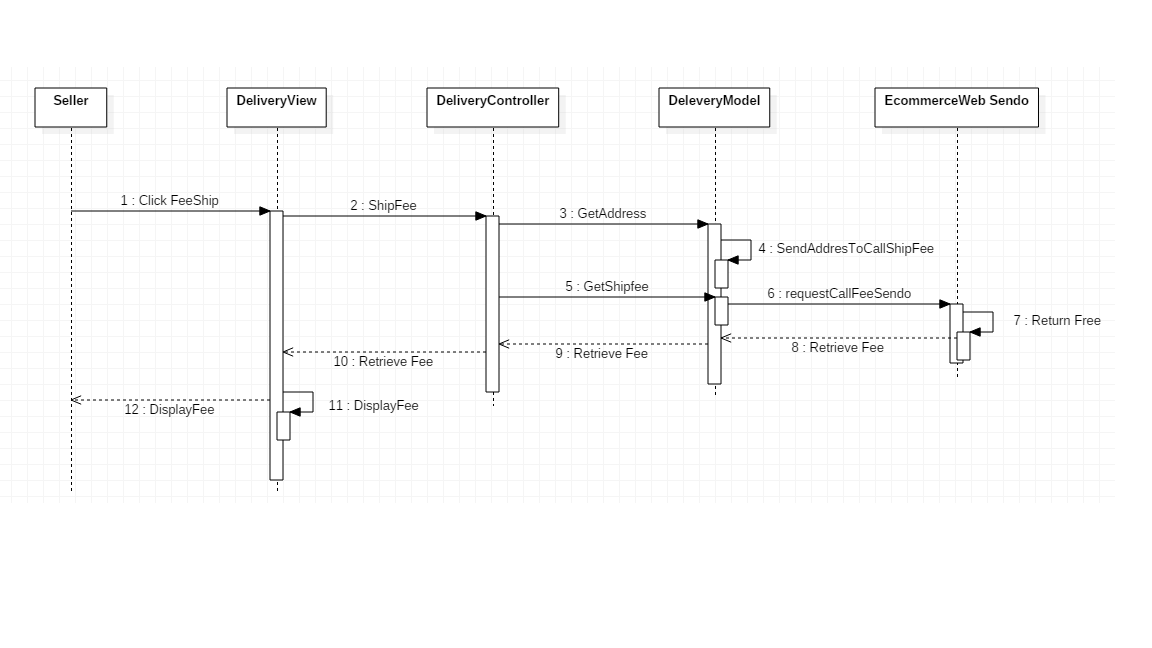 Seller
DeliveryView
DeliveryController
DeleveryModel
EcommerceWeb Sendo
1 : Click FeeShip
2 : ShipFee
3 : GetAddress
4 : SendAddresToCallShipFee
5 : GetShipfee
6 : requestCallFeeSendo
7 : Return Free
8 : Retrieve Fee
9 : Retrieve Fee
10 : Retrieve Fee
11 : DisplayFee
12 : DisplayFee